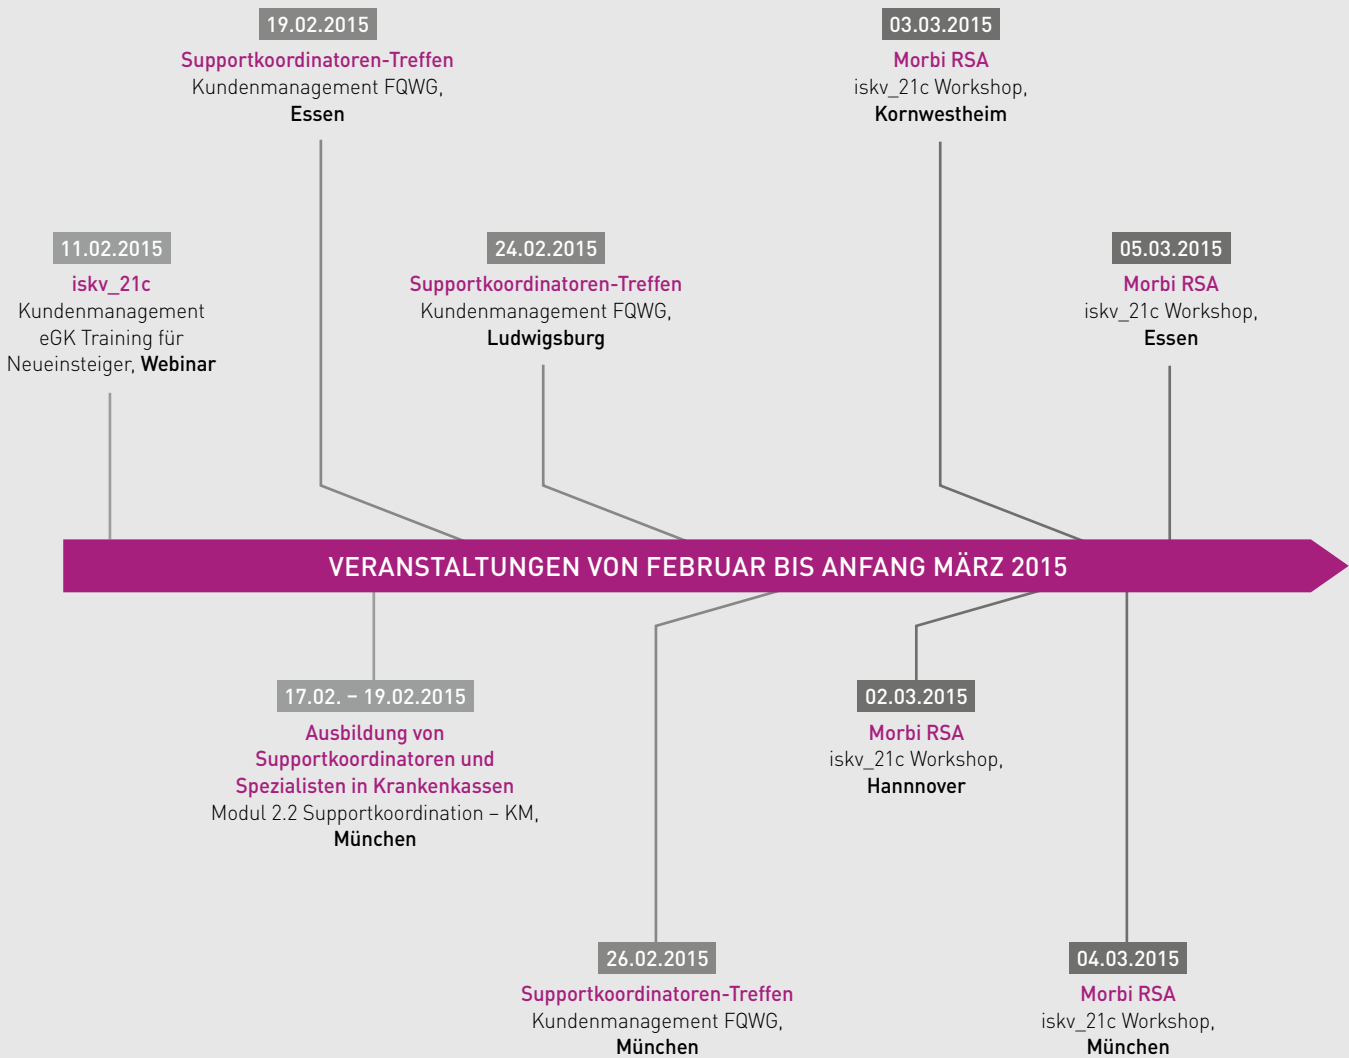 19.02.2015
Supportkoordinatoren-Treffen
Kundenmanagement FQWG,
Essen
03.03.2015
Morbi RSA
iskv_21c Workshop,
Kornwestheim
11.02.2015
iskv_21c
Kundenmanagement
eGK Training für
Neueinsteiger, Webinar
24.02.2015
Supportkoordinatoren-Treffen
Kundenmanagement FQWG,
Ludwigsburg
05.03.2015
Morbi RSA
iskv_21c Workshop,
Essen
VERANSTALTUNGEN VON FEBRUAR BIS ANFANG MÄRZ 2015
17.02. – 19.02.2015
Ausbildung von
Supportkoordinatoren und
Spezialisten in Krankenkassen
Modul 2.2 Supportkoordination – KM,
München
02.03.2015
Morbi RSA
iskv_21c Workshop,
Hannnover
26.02.2015
Supportkoordinatoren-Treffen
Kundenmanagement FQWG,
München
04.03.2015
Morbi RSA
iskv_21c Workshop,
München